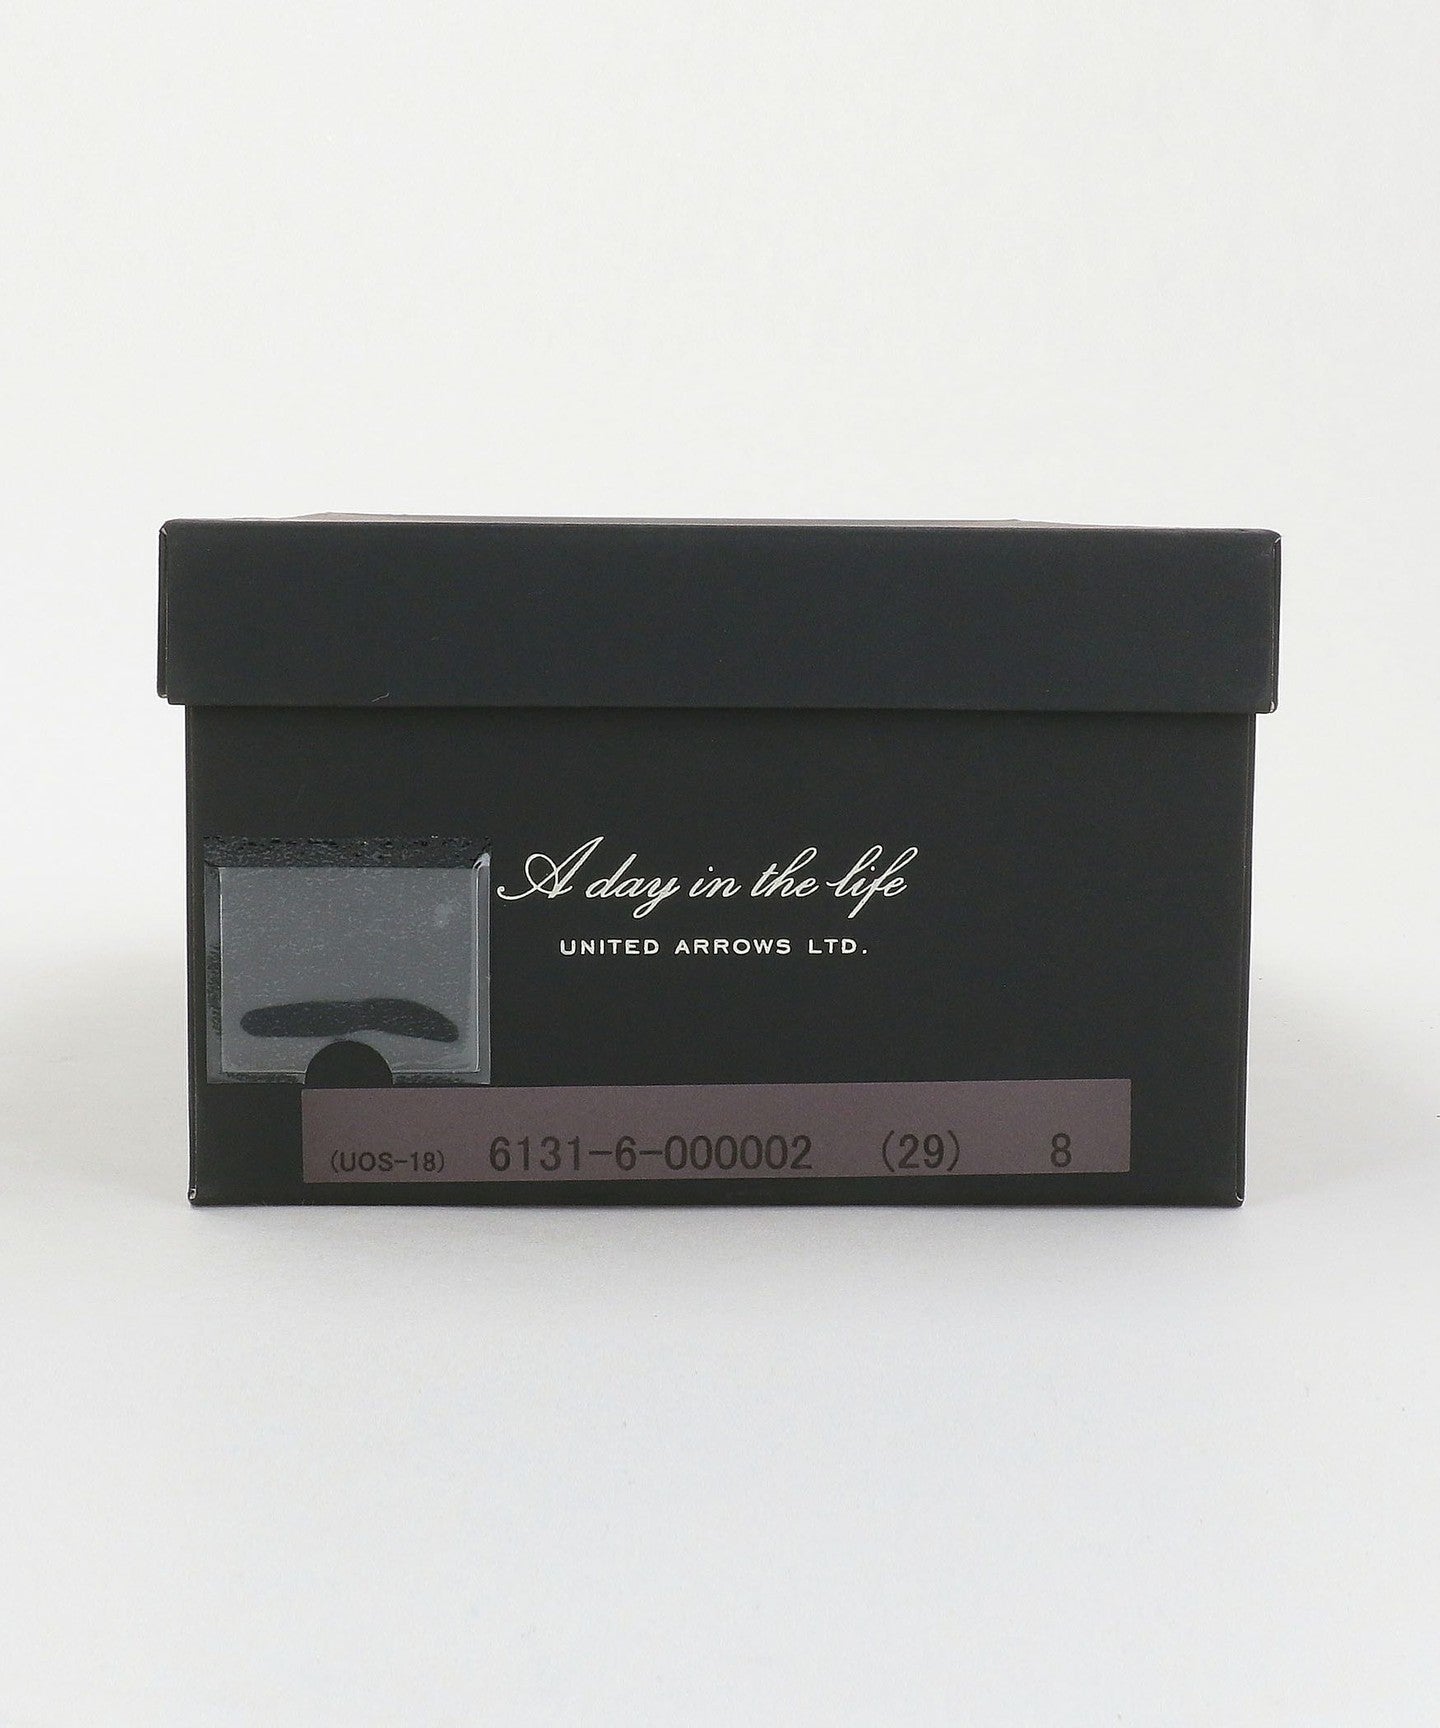 A day in the life
UNITED ARROWS LTD.
(UOS-18) 6131-6-000002 (29) 8